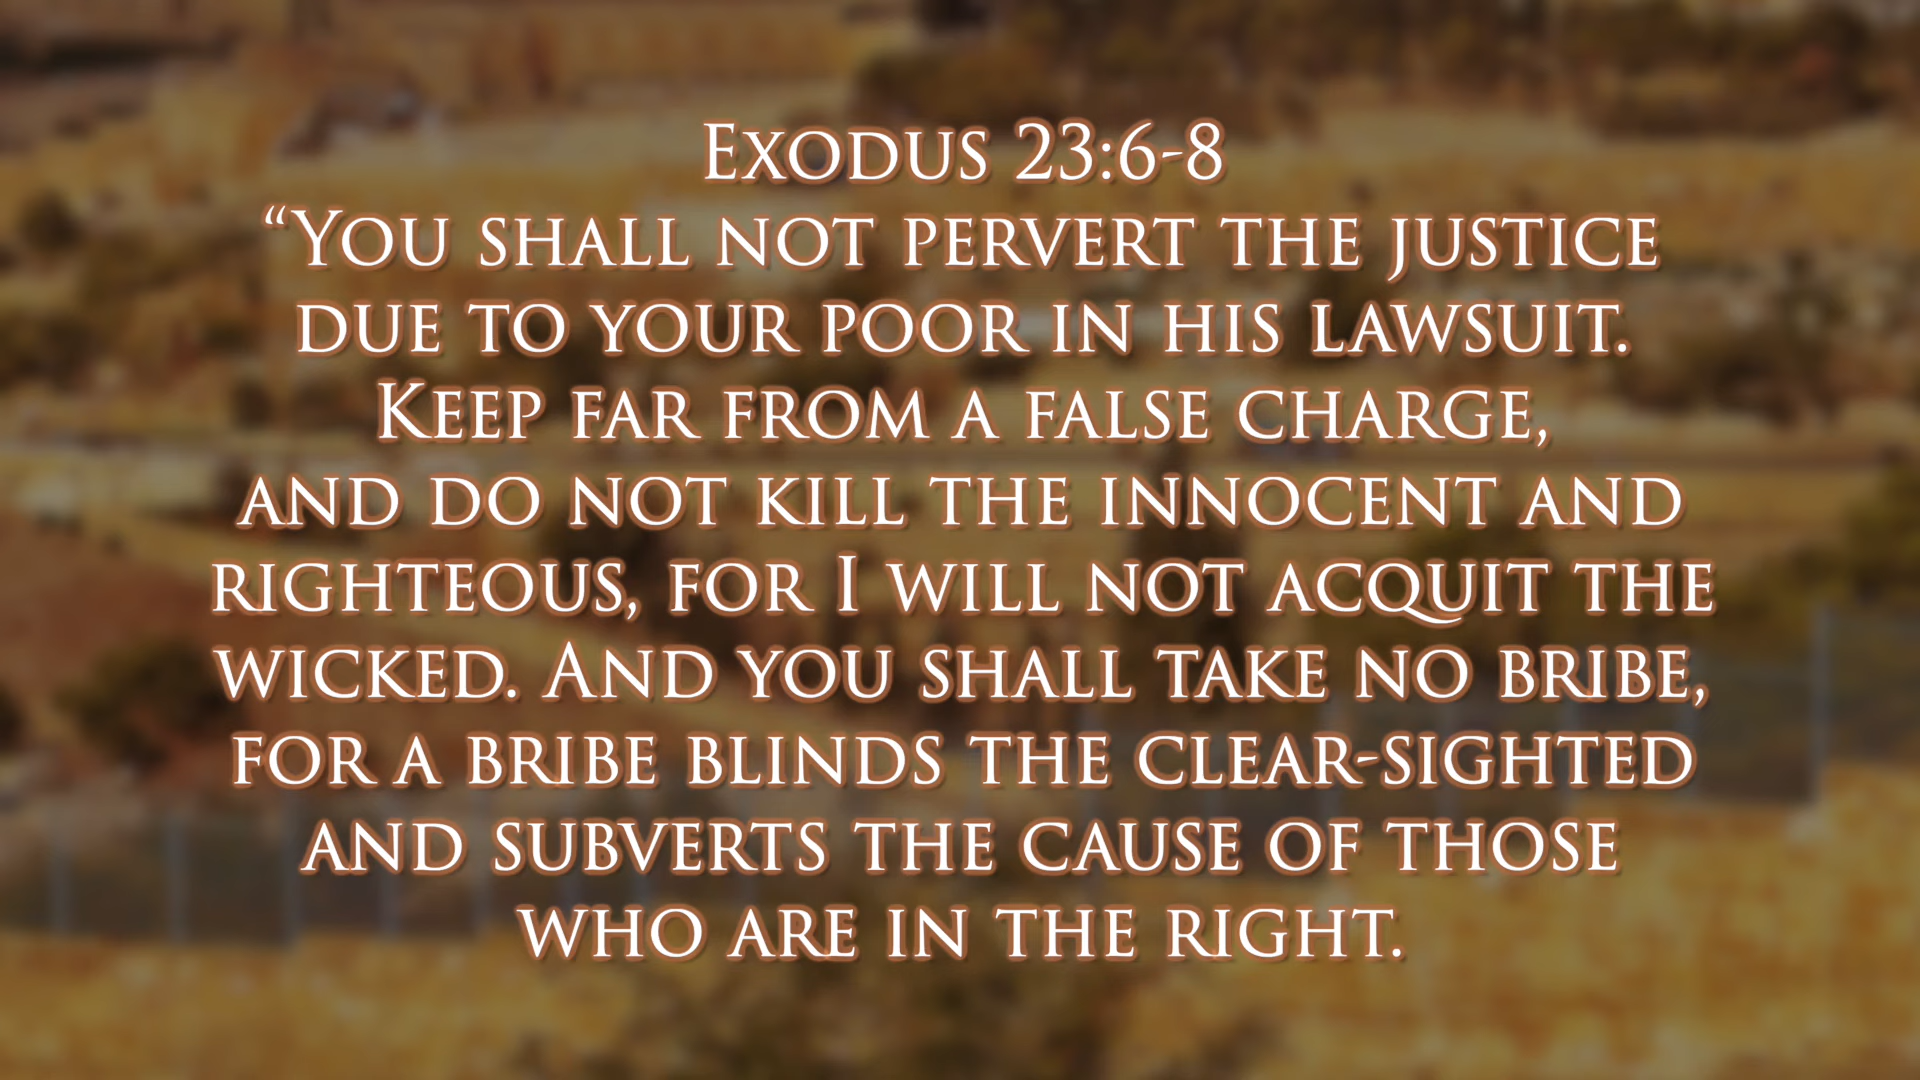 Exodus 23:6-8
“You shall not pervert the justice
due to your poor in his lawsuit.
Keep far from a false charge,
and do not kill the innocent and
righteous, for I will not acquit the
wicked. And you shall take no bribe,
for a bribe blinds the clear-sighted
and subverts the cause of those
who are in the right.